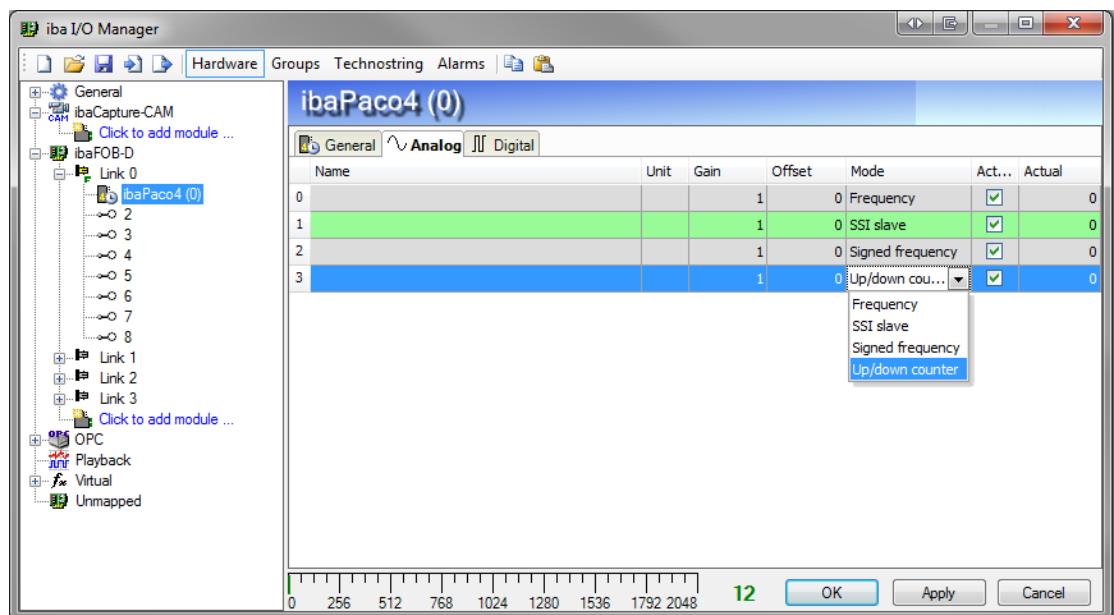 iba I/O Manager
Hardware Groups Technostring Alarms
General
CAM ibaCapture-CAM
Click to add module ...
ibaFOB-D
Link 0
F
ibaPaco4 (0)
2
3
4
5
6
7
8
Link 1
Link 2
Link 3
Click to add module ...
OPC OPC
Playback
fx Virtual
Unmapped
ibaPaco4 (0)
General Analog Digital
Name Unit Gain Offset Mode Act... Actual
0 1 0 Frequency 0
1 1 0 SSI slave 0
2 1 0 Signed frequency 0
3 1 0 Up/down cou... 0
Frequency
SSI slave
Signed frequency
Up/down counter
0 256 512 768 1024 1280 1536 1792 2048
12 OK Apply Cancel